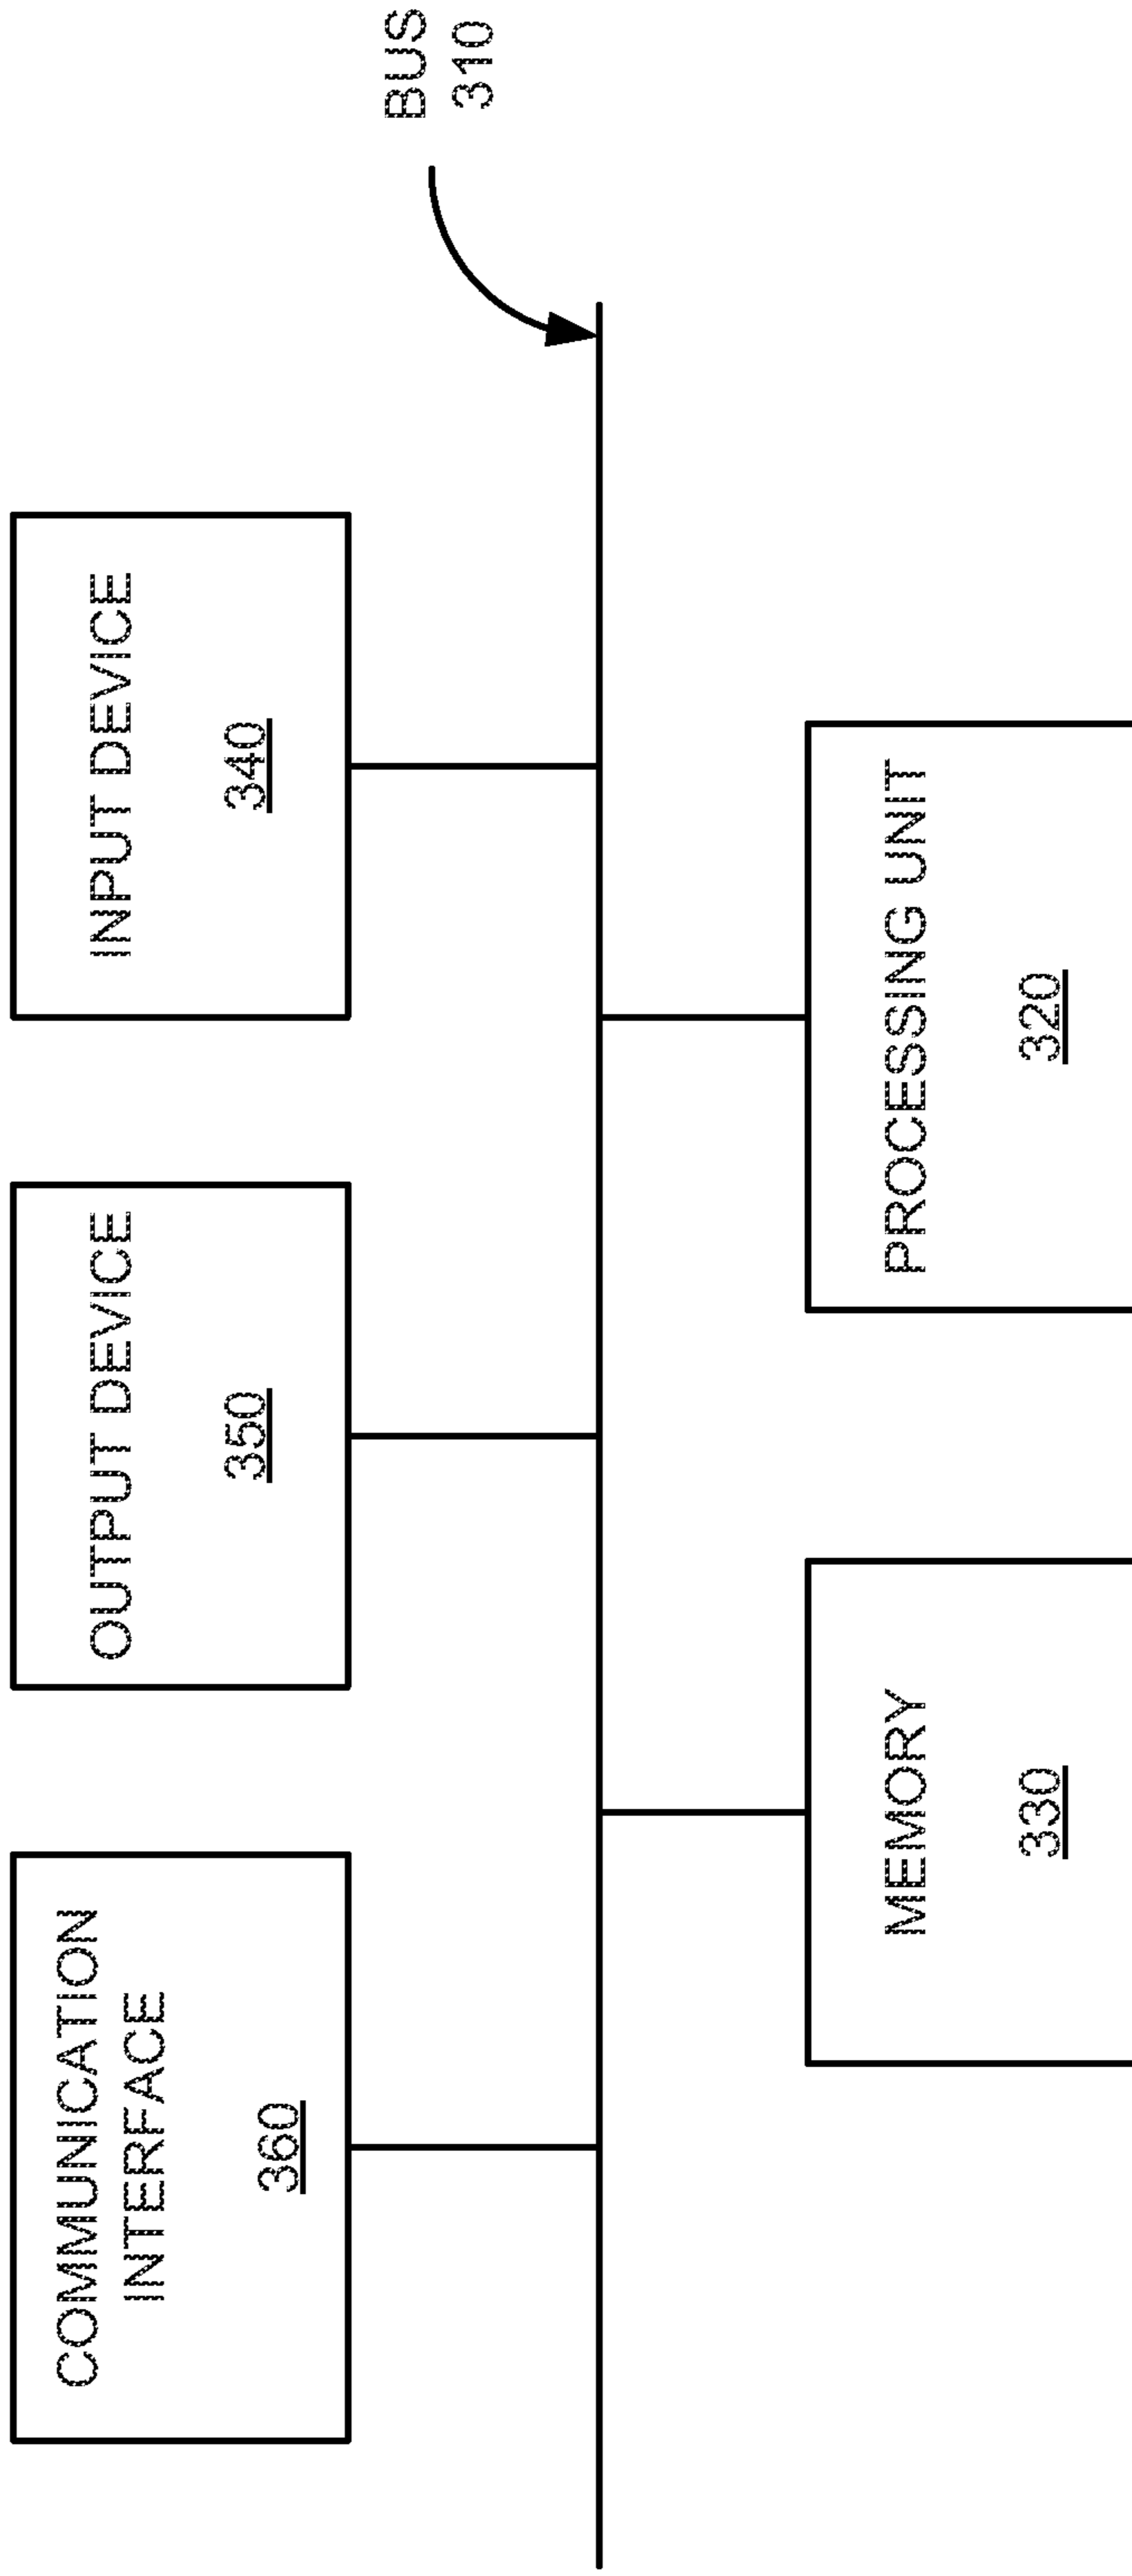 BUS
310
INPUT DEVICE
340
OUTPUT DEVICE
350
COMMUNICATION
INTERFACE
360
PROCESSING UNIT
320
MEMORY
330